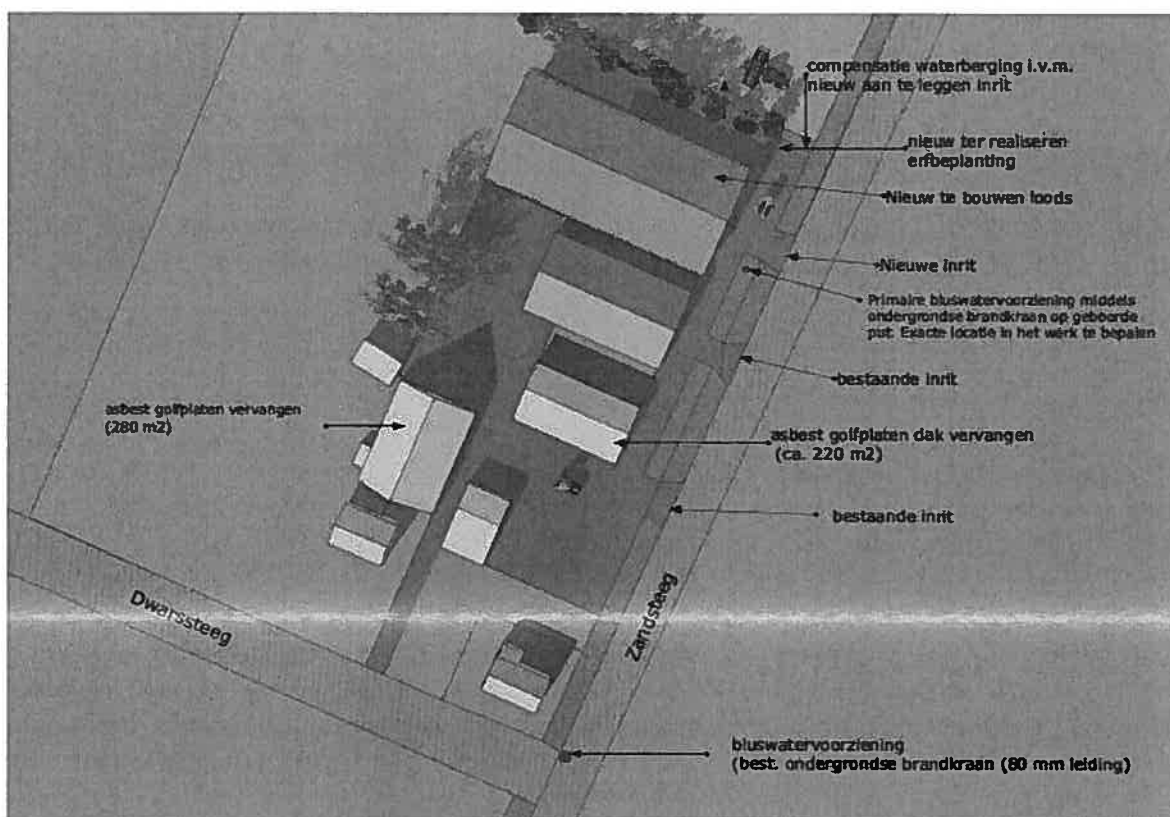 compensatie waterberging i.v.m.
nieuw aan te leggen inrit
nieuw ter realiseren
erfbeplanting
Nieuw te bouwen loods
Nieuwe inrit
Primaire bluswatervoorziening middels
ondergrondse brandkraan op geboorde
put. Exacte locatie in het werk te bepalen
bestaande inrit
asbest golfplaten vervangen
(280 m2)
asbest golfplaten dak vervangen
(ca. 220 m2)
bestaande inrit
Dwarssteeg
Zandsteeg
bluswatervoorziening
(best. ondergrondse brandkraan (80 mm leiding)